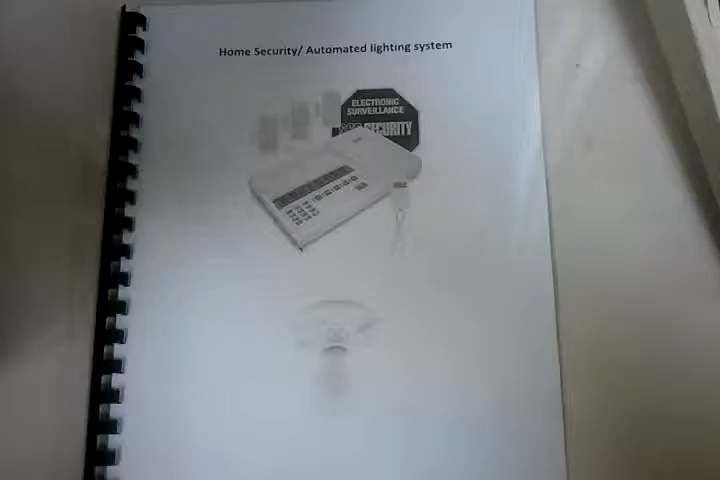 Home Security/ Automated lighting system
ELECTRONIC
SURVEILLANCE
SECURITY